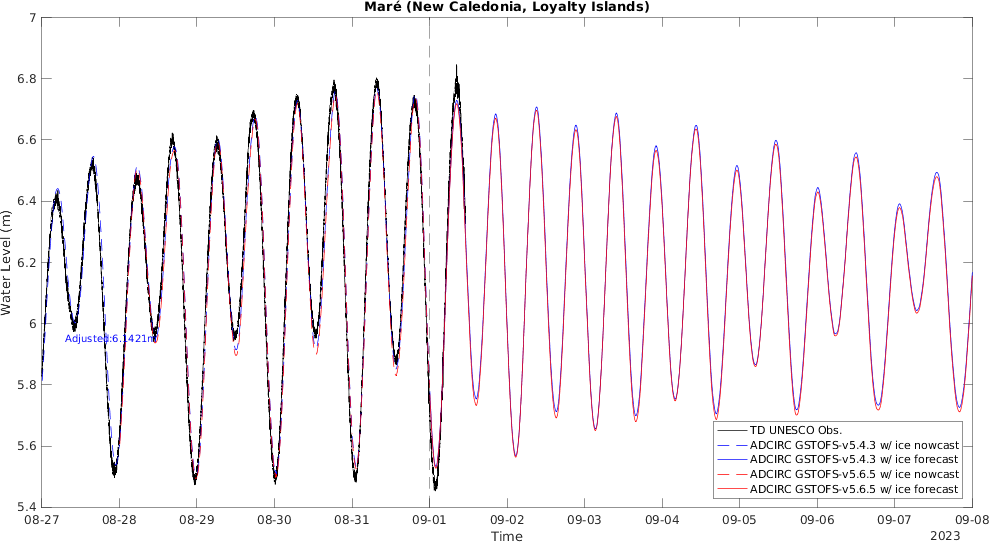 Maré (New Caledonia, Loyalty Islands)
7
6.8
6.6
6.4
6.2
6
5.8
5.6
5.4
Water Level (m)
Adjusted:6.1421m
TD UNESCO Obs.
ADCIRC GSTOFS-v5.4.3 w/ ice nowcast
ADCIRC GSTOFS-v5.4.3 w/ ice forecast
ADCIRC GSTOFS-v5.6.5 w/ ice nowcast
ADCIRC GSTOFS-v5.6.5 w/ ice forecast
08-27 08-28 08-29 08-30 08-31 09-01 09-02 09-03 09-04 09-05 09-06 09-07 09-08
Time
2023